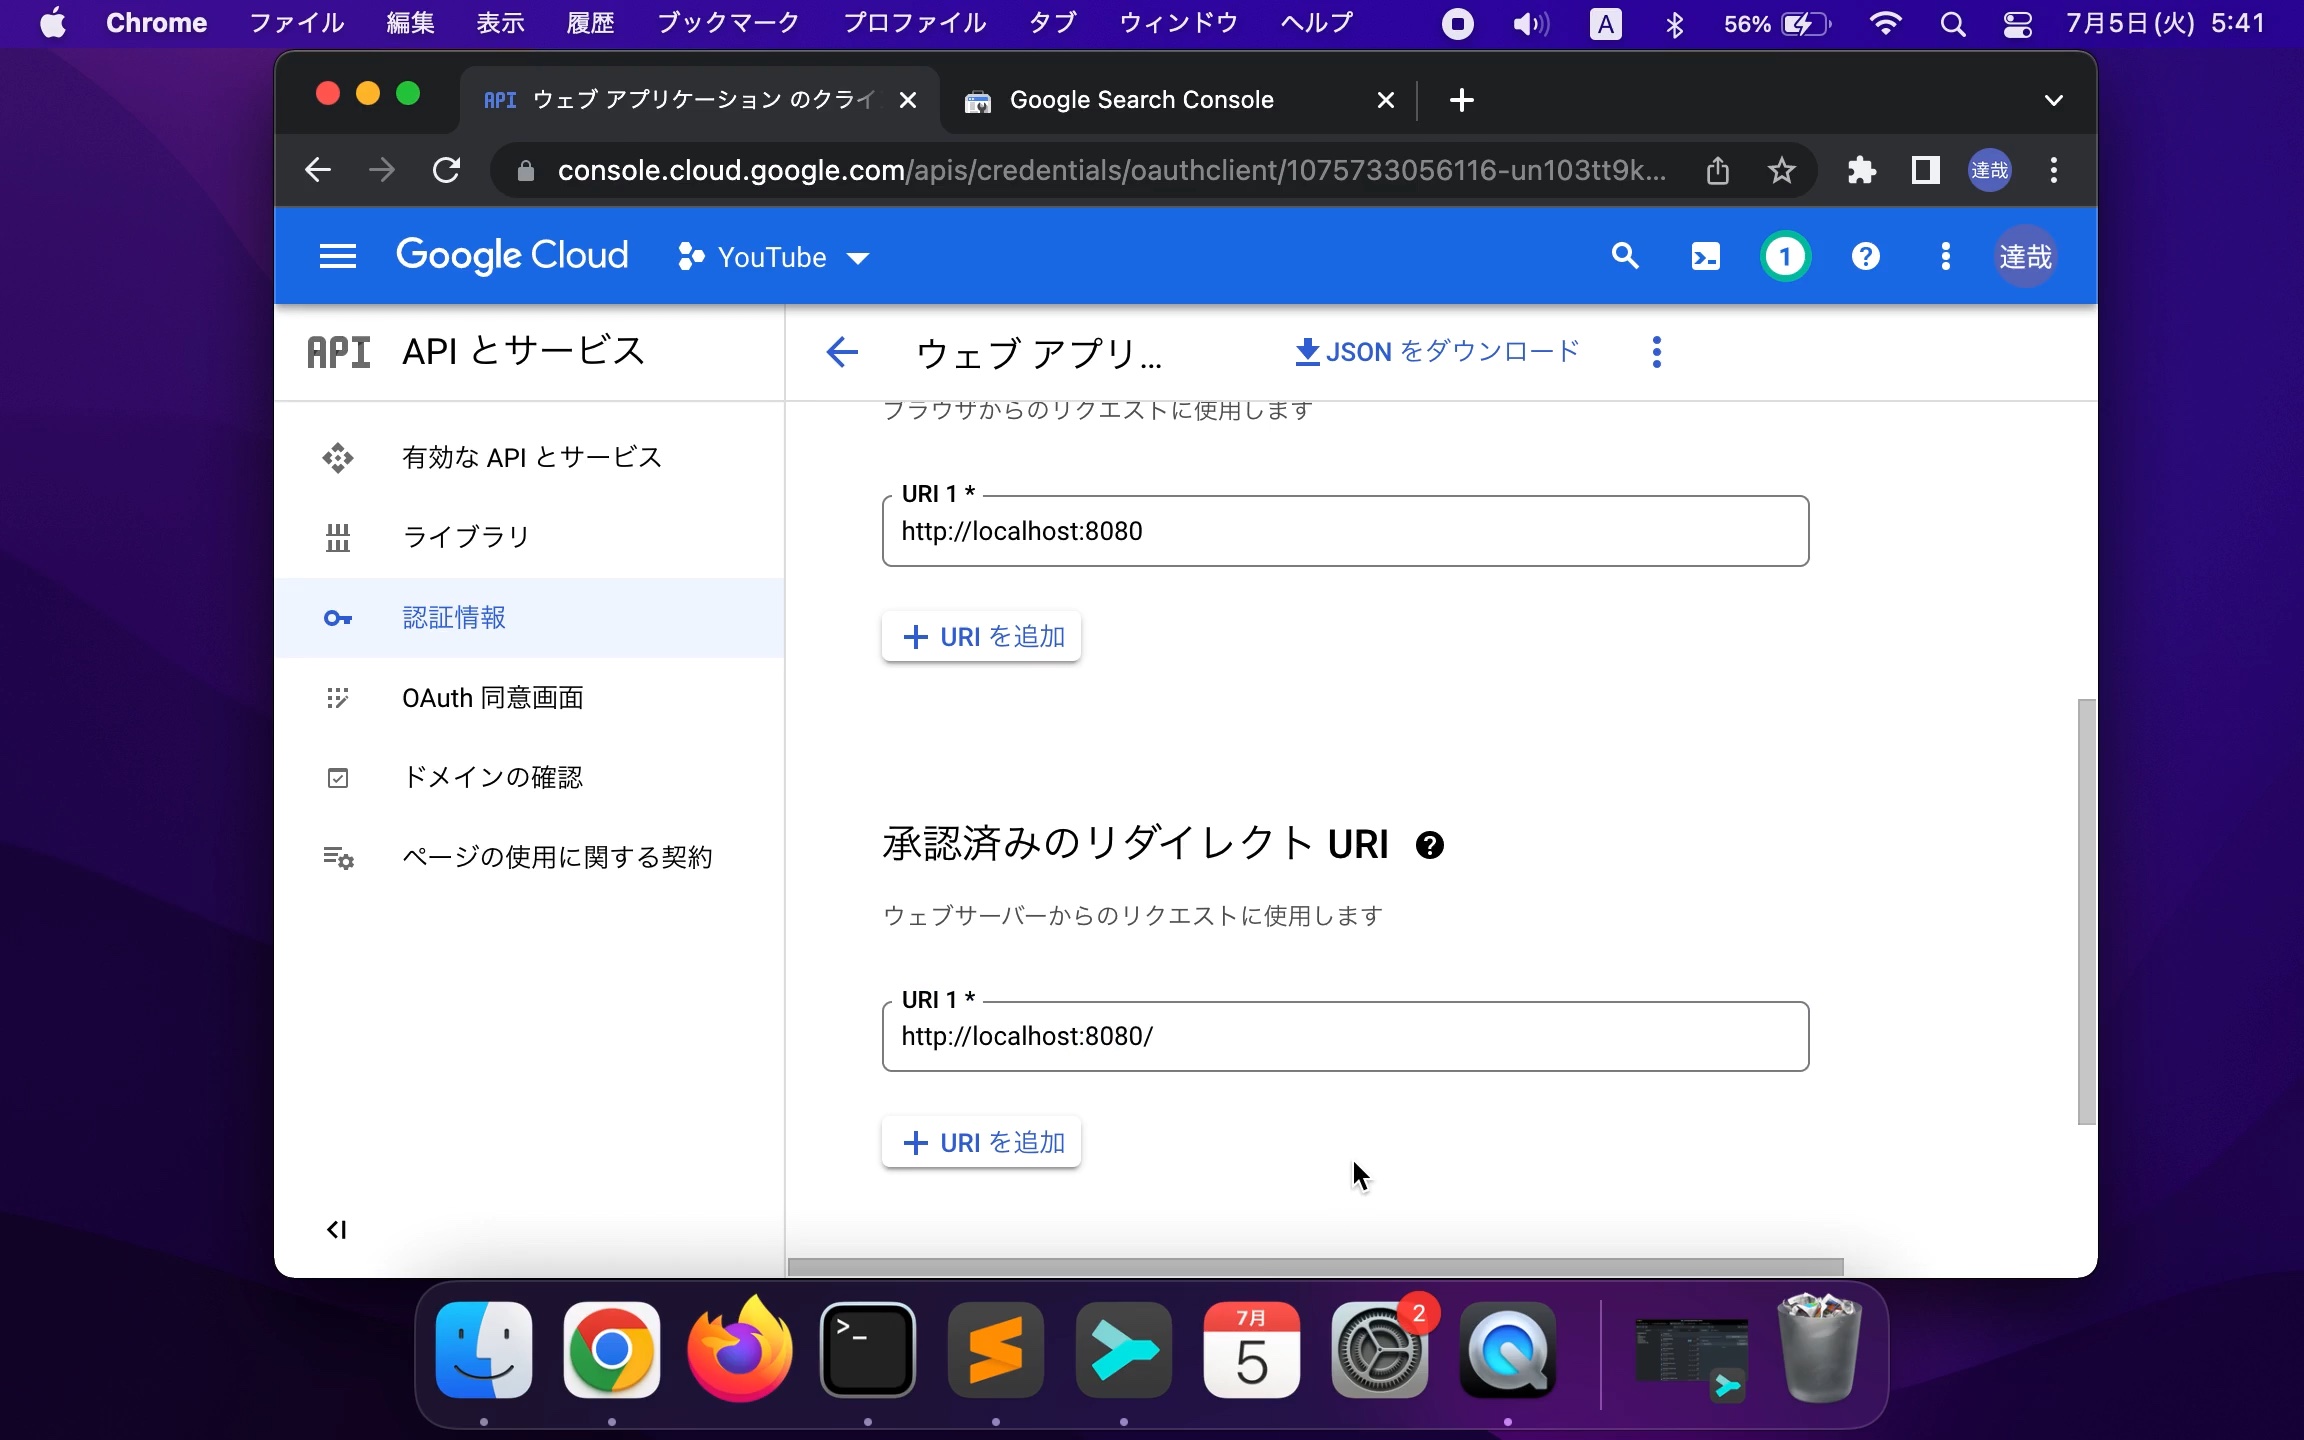 Chrome ファイル 編集 表示 履歴 ブックマーク プロファイル タブ ウィンドウ ヘルプ A 56% 7月5日(火) 5:41
API ウェブ アプリケーション のクライ Google Search Console
console.cloud.google.com/apis/credentials/oauthclient/1075733056116-un103tt9k... 達哉
Google Cloud YouTube 1 達哉
API API とサービス
ウェブ アプリ... JSON をダウンロード
有効な API とサービス
ライブラリ
認証情報
OAuth 同意画面
ドメインの確認
ページの使用に関する契約
ブラウザからのリクエストに使用します
URI 1 *
http://localhost:8080
+ URI を追加
承認済みのリダイレクト URI
ウェブサーバーからのリクエストに使用します
URI 1 *
http://localhost:8080/
+ URI を追加
7月
5
2